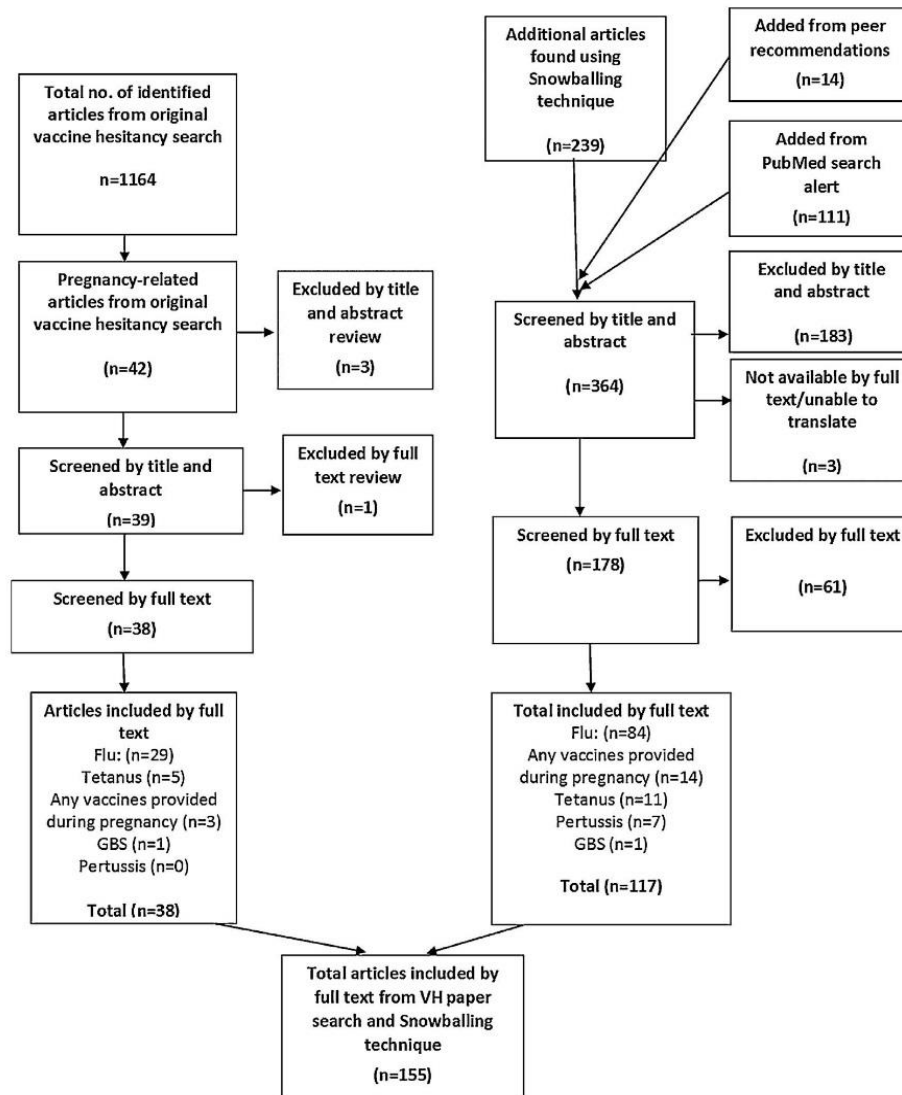 Total no. of identified
articles from original
vaccine hesitancy search
n=1164
Pregnancy-related
articles from original
vaccine hesitancy search
(n=42)
Excluded by title
and abstract
review
(n=3)
Screened by title and
abstract
(n=39)
Excluded by full
text review
(n=1)
Screened by full text
(n=38)
Articles included by full
text
Flu: (n=29)
Tetanus (n=5)
Any vaccines provided
during pregnancy (n=3)
GBS (n=1)
Pertussis (n=0)
Total (n=38)
Additional articles
found using
Snowballing
technique
(n=239)
Added from peer
recommendations
(n=14)
Added from
PubMed search
alert
(n=111)
Screened by title and
abstract
(n=364)
Excluded by title
and abstract
(n=183)
Not available by full
text/unable to
translate
(n=3)
Screened by full text
(n=178)
Excluded by full text
(n=61)
Total included by full text
Flu: (n=84)
Any vaccines provided
during pregnancy (n=14)
Tetanus (n=11)
Pertussis (n=7)
GBS (n=1)
Total (n=117)
Total articles included by
full text from VH paper
search and Snowballing
technique
(n=155)